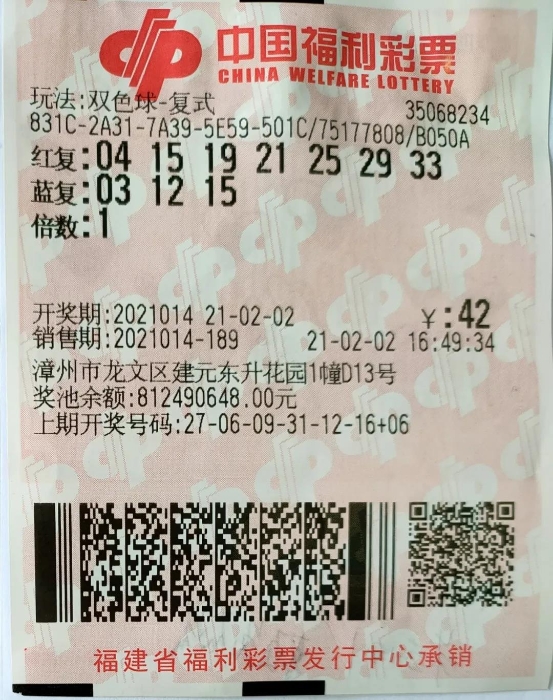 中国福利彩票
CHINA WELFARE LOTTERY
玩法:双色球-复式 35068234
831C-2A31-7A39-5E59-501C/75177808/B050A
红复:04 15 19 21 25 29 33
蓝复:03 12 15
倍数:1
开奖期:2021014 21-02-02 ¥:42
销售期:2021014-189 21-02-02 16:49:34
漳州市龙文区建元东升花园1幢D13号
奖池余额:812490648.00元
上期开奖号码:27-06-09-31-12-16+06
福建省福利彩票发行中心承销